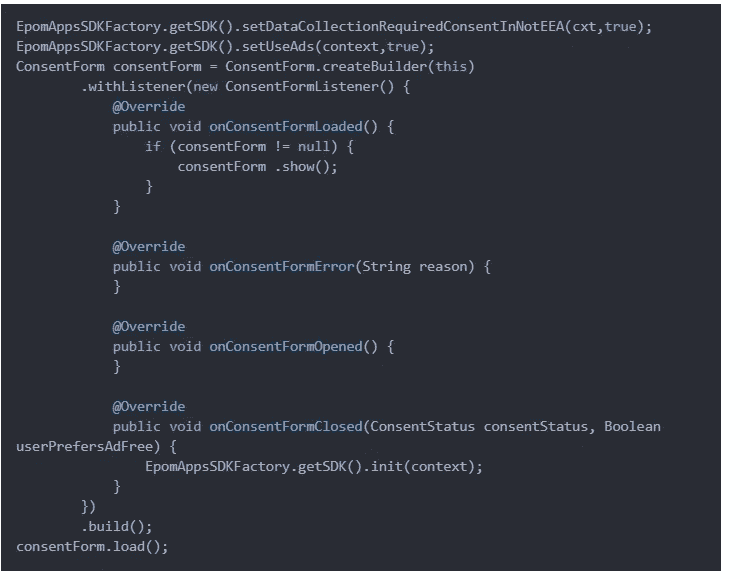 EpomAppsSDKFactory.getSDK().setDataCollectionRequiredConsentInNotEEA(cxt,true);
EpomAppsSDKFactory.getSDK().setUseAds(context,true);
ConsentForm consentForm = ConsentForm.createBuilder(this)
        .withListener(new ConsentFormListener() {
            @Override
            public void onConsentFormLoaded() {
                if (consentForm != null) {
                    consentForm .show();
                }
            }

            @Override
            public void onConsentFormError(String reason) {
            }

            @Override
            public void onConsentFormOpened() {
            }

            @Override
            public void onConsentFormClosed(ConsentStatus consentStatus, Boolean
userPrefersAdFree) {
                EpomAppsSDKFactory.getSDK().init(context);
            }
        })
        .build();
consentForm.load();